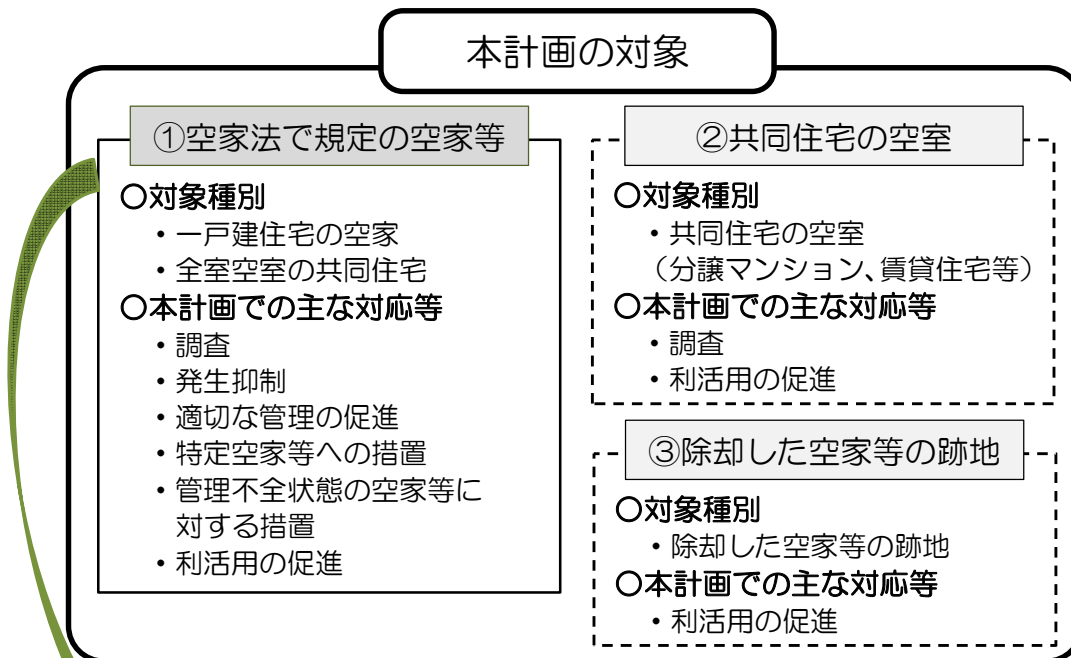 本計画の対象
①空家法で規定の空家等
〇対象種別
・一戸建住宅の空家
・全室空室の共同住宅
〇本計画での主な対応等
・調査
・発生抑制
・適切な管理の促進
・特定空家等への措置
・管理不全状態の空家等に
対する措置
・利活用の促進
②共同住宅の空室
〇対象種別
・共同住宅の空室
（分譲マンション、賃貸住宅等）
〇本計画での主な対応等
・調査
・利活用の促進
③除却した空家等の跡地
〇対象種別
・除却した空家等の跡地
〇本計画での主な対応等
・利活用の促進